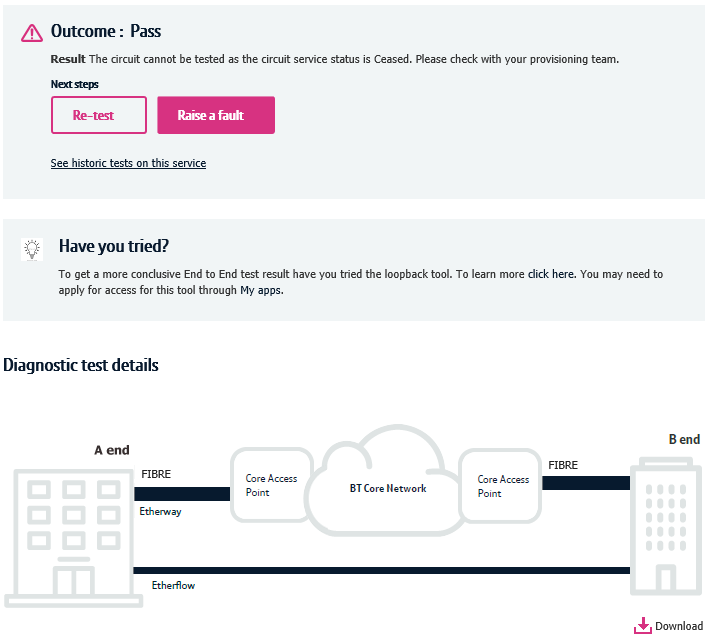 Outcome : Pass
Result The circuit cannot be tested as the circuit service status is Ceased. Please check with your provisioning team.
Next steps
Re-test
Raise a fault
See historic tests on this service
Have you tried?
To get a more conclusive End to End test result have you tried the loopback tool. To learn more click here. You may need to
apply for access for this tool through My apps.
Diagnostic test details
A end
B end
FIBRE
Etherway
Core Access
Point
BT Core Network
Core Access
Point
FIBRE
Etherflow
Download